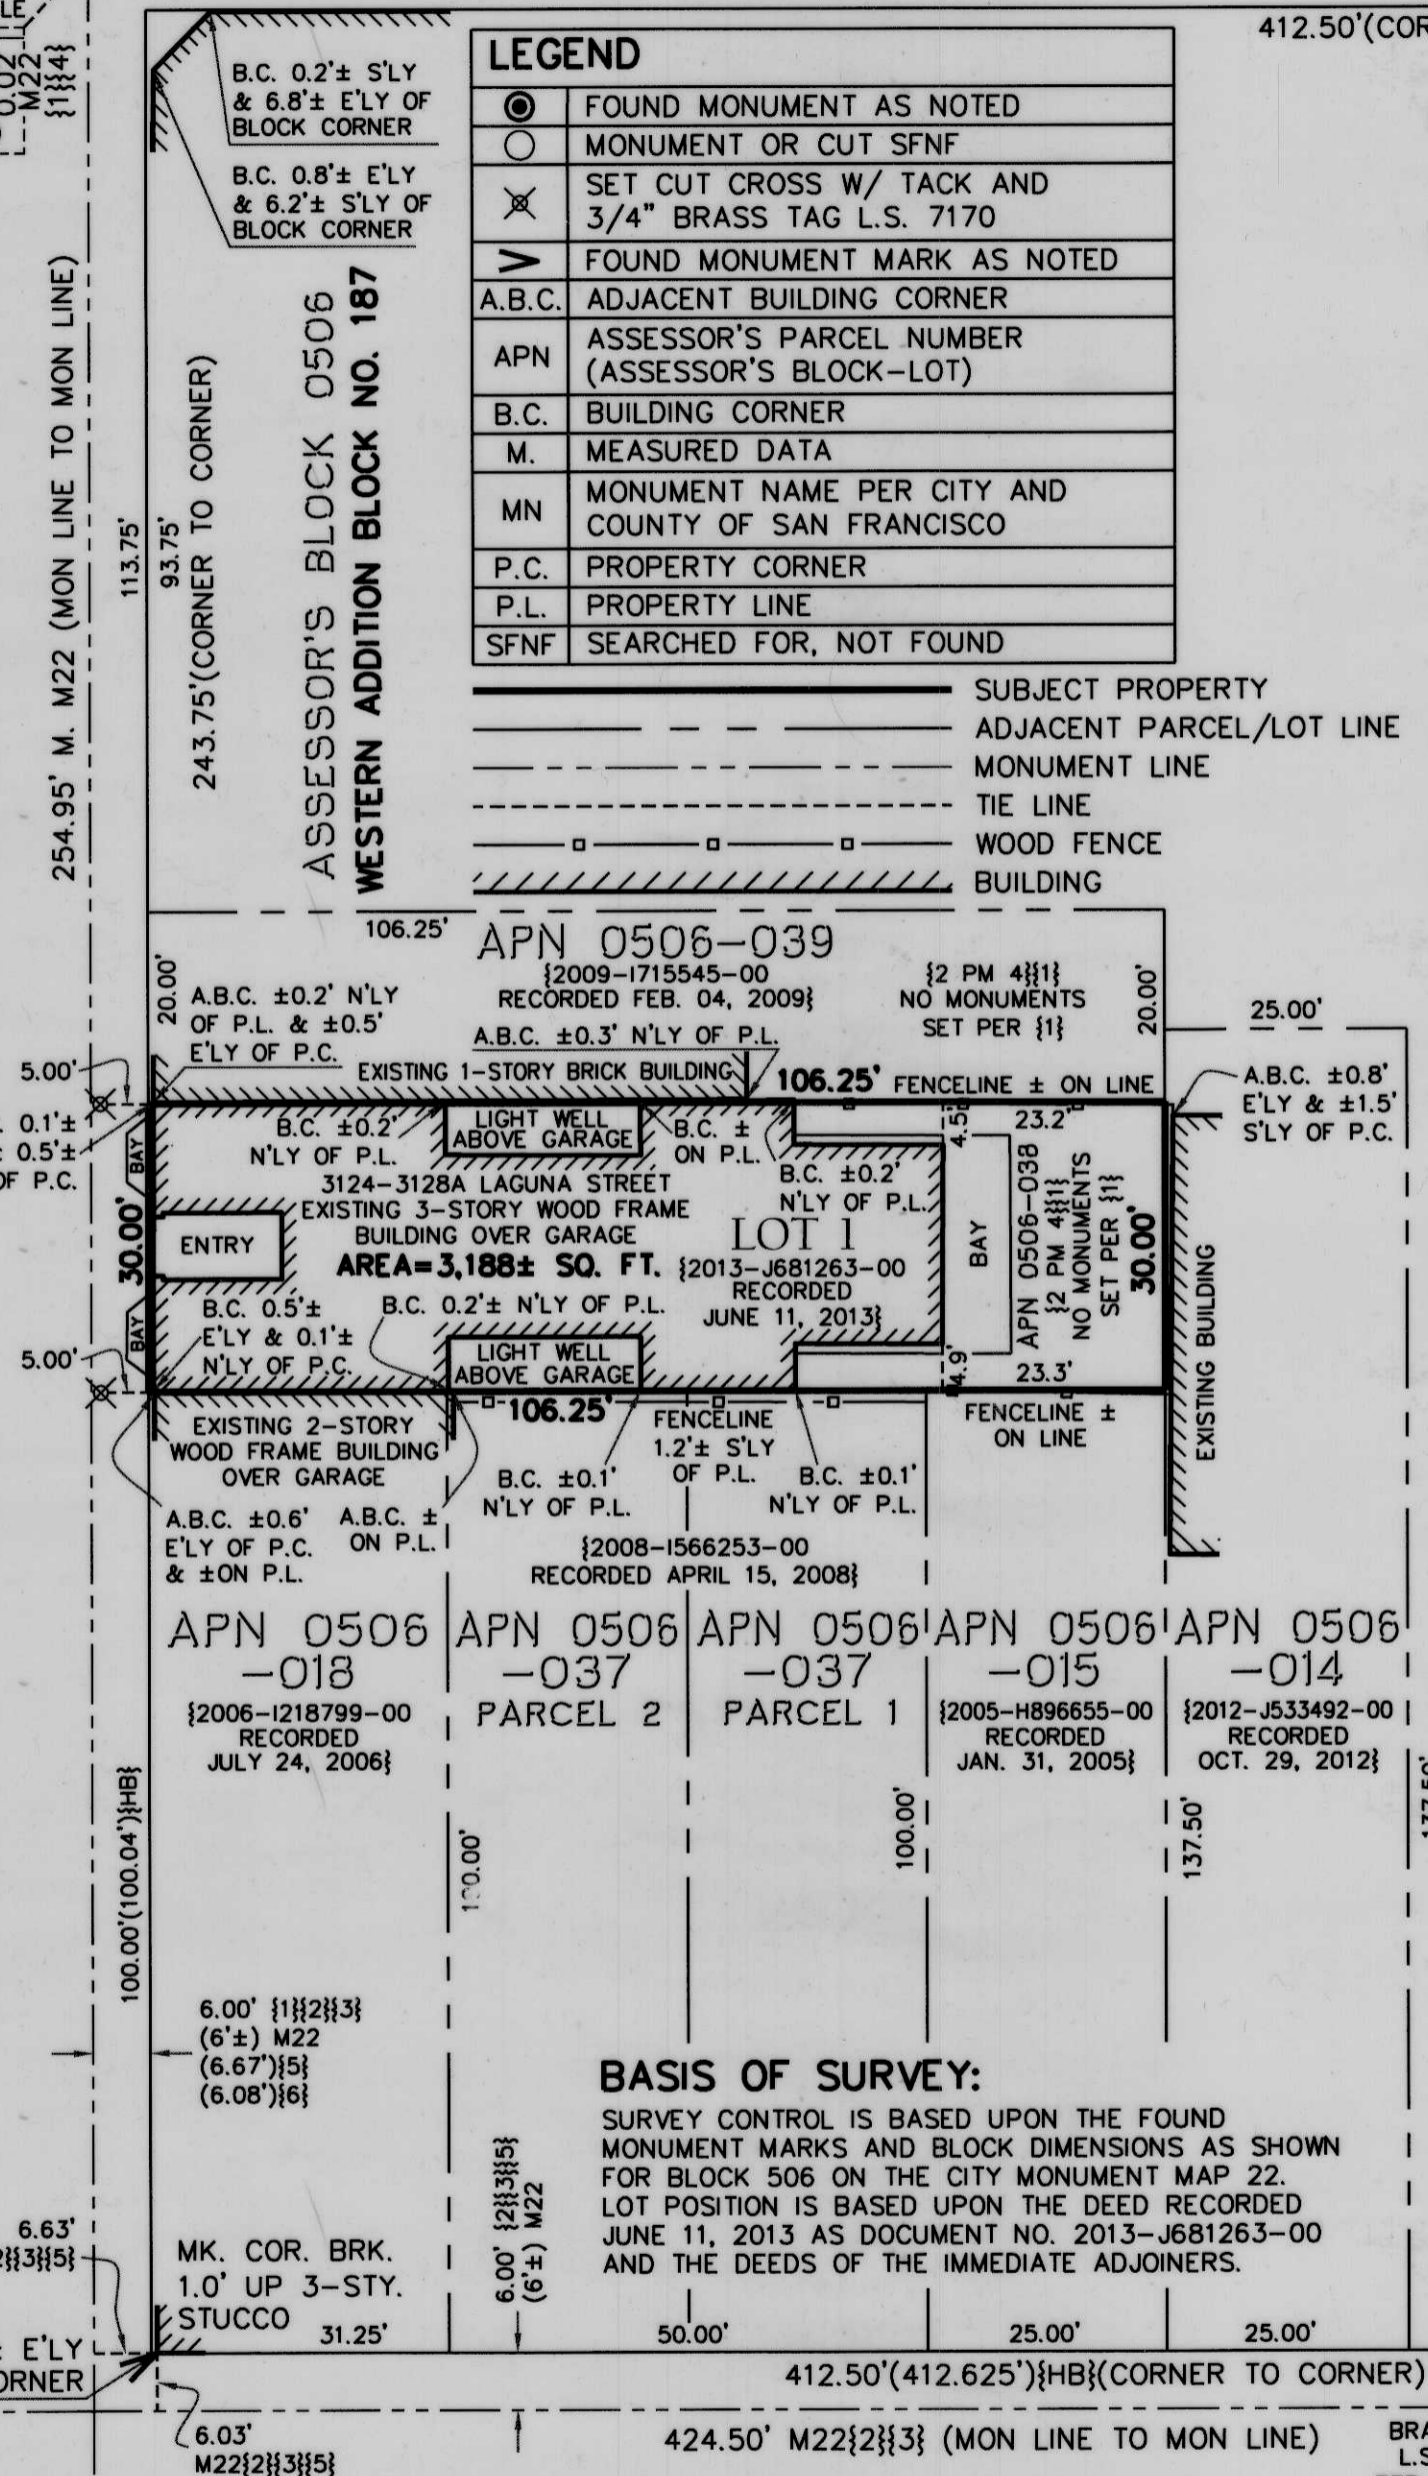 LE
0.02'
M22
{1}{4}
412.50'(COR
B.C. 0.2'± S'LY
& 6.8'± E'LY OF
BLOCK CORNER
B.C. 0.8'± E'LY
& 6.2'± S'LY OF
BLOCK CORNER
LEGEND
FOUND MONUMENT AS NOTED
MONUMENT OR CUT SFNF
SET CUT CROSS W/ TACK AND
3/4" BRASS TAG L.S. 7170
FOUND MONUMENT MARK AS NOTED
A.B.C. ADJACENT BUILDING CORNER
APN ASSESSOR'S PARCEL NUMBER
(ASSESSOR'S BLOCK-LOT)
B.C. BUILDING CORNER
M. MEASURED DATA
MN MONUMENT NAME PER CITY AND
COUNTY OF SAN FRANCISCO
P.C. PROPERTY CORNER
P.L. PROPERTY LINE
SFNF SEARCHED FOR, NOT FOUND
SUBJECT PROPERTY
ADJACENT PARCEL/LOT LINE
MONUMENT LINE
TIE LINE
WOOD FENCE
BUILDING
254.95' M. M22 (MON LINE TO MON LINE)
113.75'
93.75'
243.75'(CORNER TO CORNER)
ASSESSOR'S BLOCK 0506
WESTERN ADDITION BLOCK NO. 187
106.25'
APN 0506-039
{2009-I715545-00
RECORDED FEB. 04, 2009}
{2 PM 4}{1}
NO MONUMENTS
SET PER {1}
20.00'
20.00'
25.00'
A.B.C. ±0.2' N'LY
OF P.L. & ±0.5'
E'LY OF P.C.
A.B.C. ±0.3' N'LY OF P.L.
EXISTING 1-STORY BRICK BUILDING
106.25'
FENCELINE ± ON LINE
A.B.C. ±0.8'
E'LY & ±1.5'
S'LY OF P.C.
5.00'
0.1'±
0.5'±
OF P.C.
BAY
30.00'
BAY
5.00'
B.C. ±0.2'
N'LY OF P.L.
LIGHT WELL
ABOVE GARAGE
B.C. ±
ON P.L.
B.C. ±0.2'
N'LY OF P.L.
4.5'
23.2'
3124-3128A LAGUNA STREET
EXISTING 3-STORY WOOD FRAME
BUILDING OVER GARAGE
AREA=3,188± SQ. FT.
LOT 1
{2013-J681263-00
RECORDED
JUNE 11, 2013}
ENTRY
BAY
APN 0506-038
{2 PM 4}{1}
NO MONUMENTS
SET PER {1}
30.00'
EXISTING BUILDING
B.C. 0.5'±
E'LY & 0.1'±
N'LY OF P.C.
B.C. 0.2'± N'LY OF P.L.
LIGHT WELL
ABOVE GARAGE
4.9'
23.3'
106.25'
EXISTING 2-STORY
WOOD FRAME BUILDING
OVER GARAGE
FENCELINE
1.2'± S'LY
OF P.L.
FENCELINE ±
ON LINE
B.C. ±0.1'
N'LY OF P.L.
B.C. ±0.1'
N'LY OF P.L.
A.B.C. ±0.6'
E'LY OF P.C.
& ±ON P.L.
A.B.C. ±
ON P.L.
{2008-I566253-00
RECORDED APRIL 15, 2008}
APN 0506
-018
{2006-I218799-00
RECORDED
JULY 24, 2006}
APN 0506
-037
PARCEL 2
APN 0506
-037
PARCEL 1
APN 0506
-015
{2005-H896655-00
RECORDED
JAN. 31, 2005}
APN 0506
-014
{2012-J533492-00
RECORDED
OCT. 29, 2012}
100.00'(100.04'){HB}
100.00'
100.00'
137.50'
137.50'
6.00' {1}{2}{3}
(6'±) M22
(6.67'){5}
(6.08'){6}
BASIS OF SURVEY:
SURVEY CONTROL IS BASED UPON THE FOUND
MONUMENT MARKS AND BLOCK DIMENSIONS AS SHOWN
FOR BLOCK 506 ON THE CITY MONUMENT MAP 22.
LOT POSITION IS BASED UPON THE DEED RECORDED
JUNE 11, 2013 AS DOCUMENT NO. 2013-J681263-00
AND THE DEEDS OF THE IMMEDIATE ADJOINERS.
6.00' {2}{3}{5}
(6'±) M22
6.63'
2}{3}{5}
MK. COR. BRK.
1.0' UP 3-STY.
STUCCO
E'LY
ORNER
31.25'
50.00'
25.00'
25.00'
412.50'(412.625'){HB}(CORNER TO CORNER)
6.03'
M22{2}{3}{5}
424.50' M22{2}{3} (MON LINE TO MON LINE)
BRA
L.S